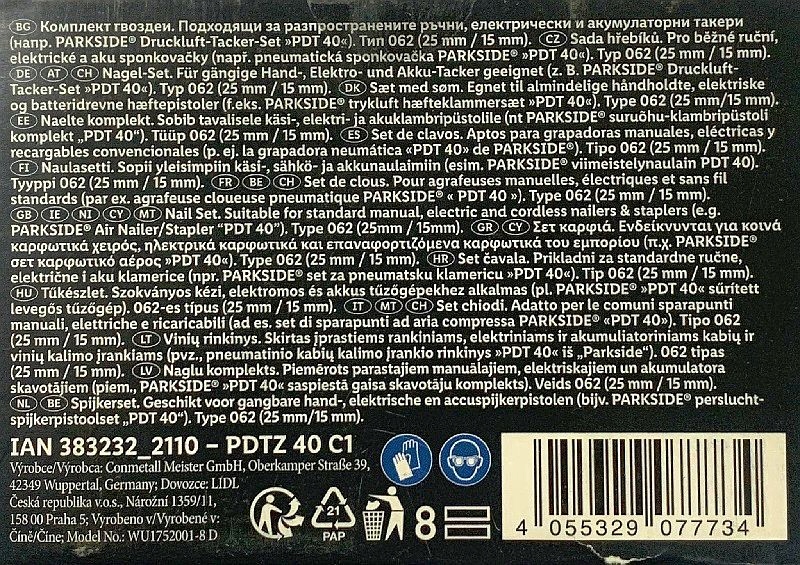 BG Комплект гвоздеи. Подходящи за разпространените ръчни, електрически и акумулаторни такери
(напр. PARKSIDE® Druckluft-Tacker-Set »PDT 40«). Тип 062 (25 mm / 15 mm). CZ Sada hřebíků. Pro běžné ruční,
elektrické a aku sponkovačky (např. pneumatická sponkovačka PARKSIDE® »PDT 40«). Typ 062 (25 mm / 15 mm).
DE AT CH Nagel-Set. Für gängige Hand-, Elektro- und Akku-Tacker geeignet (z. B. PARKSIDE® Druckluft-
Tacker-Set »PDT 40«). Typ 062 (25 mm / 15 mm). DK Sæt med søm. Egnet til almindelige håndholdte, elektriske
og batteridrevne hæftepistoler (f.eks. PARKSIDE® trykluft hæfteklammersæt »PDT 40«). Type 062 (25 mm/15 mm).
EE Naelte komplekt. Sobib tavalisele käsi-, elektri- ja akuklambripüstolile (nt PARKSIDE® suruõhu-klambripüstoli
komplekt „PDT 40“). Tüüp 062 (25 mm / 15 mm). ES Set de clavos. Aptos para grapadoras manuales, eléctricas y
recargables convencionales (p. ej. la grapadora neumática »PDT 40« de PARKSIDE®). Tipo 062 (25 mm / 15 mm).
FI Naulasetti. Sopii yleisimpiin käsi-, sähkö- ja akkunaulaimiin (esim. PARKSIDE® viimeistelynaulain PDT 40).
Tyyppi 062 (25 mm / 15 mm). FR BE CH Set de clous. Pour agrafeuses manuelles, électriques et sans fil
standards (par ex. agrafeuse cloueuse pneumatique PARKSIDE® « PDT 40 » ). Type 062 (25 mm / 15 mm).
GB IE NI CY MT Nail Set. Suitable for standard manual, electric and cordless nailers & staplers (e.g.
PARKSIDE® Air Nailer/Stapler “PDT 40”). Type 062 (25 mm / 15 mm). GR CY Σετ καρφιά. Ενδείκνυνται για κοινά
καρφωτικά χειρός, ηλεκτρικά καρφωτικά και επαναφορτιζόμενα καρφωτικά του εμπορίου (π.χ. PARKSIDE®
σετ καρφωτικό αέρος »PDT 40«). Type 062 (25 mm / 15 mm). HR Set čavala. Prikladni za standardne ručne,
električne i aku klamerice (npr. PARKSIDE® set za pneumatsku klamericu »PDT 40«). Tip 062 (25 mm / 15 mm).
HU Tűkészlet. Szokványos kézi, elektromos és akkus tűzőgépekhez alkalmas (pl. PARKSIDE® "PDT 40" sűrített
levegős tűzőgép). 062-es típus (25 mm / 15 mm). IT MT CH Set chiodi. Adatto per le comuni sparapunti
manuali, elettriche e ricaricabili (ad es. set di sparapunti ad aria compressa PARKSIDE® «PDT 40»). Tipo 062
(25 mm / 15 mm). LT Vinių rinkinys. Skirtas įprastiems rankiniams, elektriniams ir akumuliatoriniams kabių ir
vinių kalimo įrankiams (pvz., pneumatinio kabių kalimo įrankio rinkinys »PDT 40« iš „Parkside“). 062 tipas
(25 mm / 15 mm). LV Naglu komplekts. Piemērots parastajiem manuālajiem, elektriskajiem un akumulatora
skavotājiem (piem., PARKSIDE® »PDT 40« saspiestā gaisa skavotāju komplekts). Veids 062 (25 mm / 15 mm).
NL BE Spijkerset. Geschikt voor gangbare hand-, elektrische en accuspijkerpistolen (bijv. PARKSIDE® perslucht-
spijkerpistoolset „PDT 40“). Type 062 (25 mm/15 mm).
IAN 383232_2110 – PDTZ 40 C1
Výrobce/Výrobca: Conmetall Meister GmbH, Oberkamper Straße 39,
42349 Wuppertal, Germany; Dovozce: LIDL
Česká republika v.o.s., Nárožní 1359/11,
158 00 Praha 5; Vyrobeno v/Vyrobené v:
Číně/Číne; Model No.: WU1752001-8 D
21
PAP
8
4 055329 077734